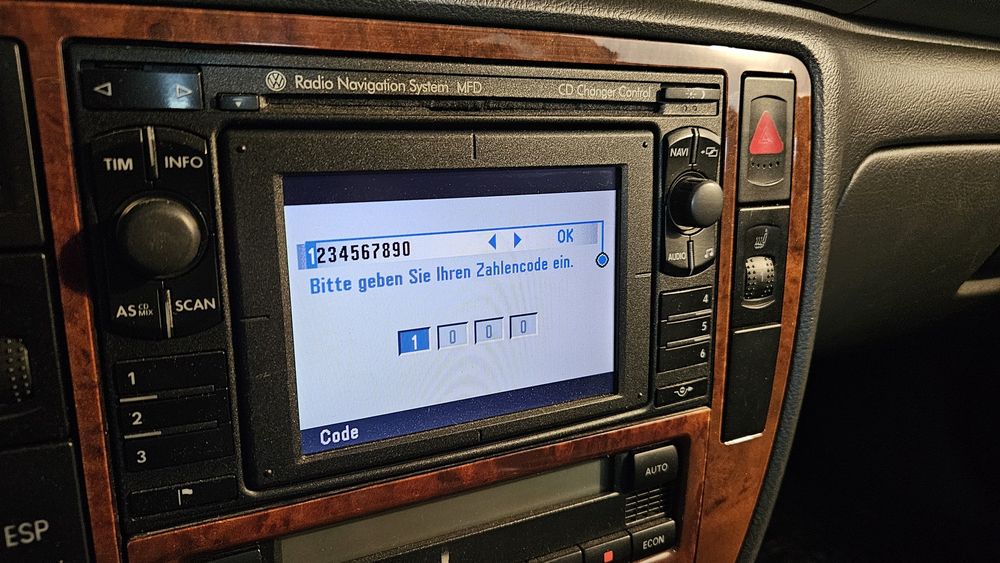 Radio Navigation System MFD
CD Changer Control
TIM
INFO
NAVI
AUDIO
AS CD MIX
SCAN
1234567890
OK
Bitte geben Sie Ihren Zahlencode ein.
1 0 0 0
Code
1
2
3
4
5
6
ESP
AUTO
ECON